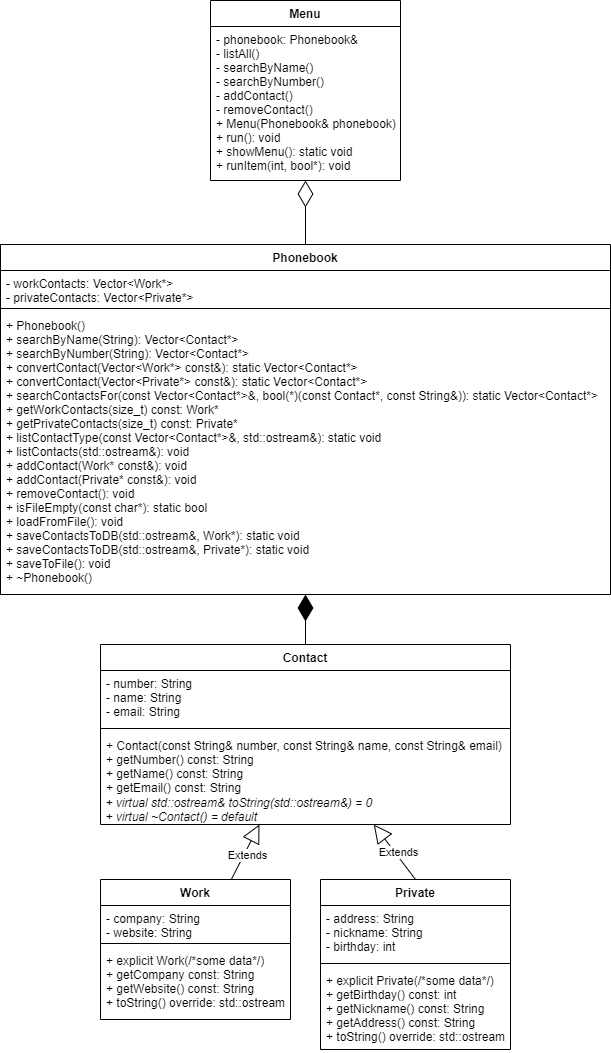 Menu
- phonebook: Phonebook&
- listAll()
- searchByName()
- searchByNumber()
- addContact()
- removeContact()
+ Menu(Phonebook& phonebook)
+ run(): void
+ showMenu(): static void
+ runItem(int, bool*): void
Phonebook
- workContacts: Vector<Work*>
- privateContacts: Vector<Private*>
+ Phonebook()
+ searchByName(String): Vector<Contact*>
+ searchByNumber(String): Vector<Contact*>
+ convertContact(Vector<Work*> const&): static Vector<Contact*>
+ convertContact(Vector<Private*> const&): static Vector<Contact*>
+ searchContactsFor(const Vector<Contact*>&, bool(*)(const Contact*, const String&)): static Vector<Contact*>
+ getWorkContacts(size_t) const: Work*
+ getPrivateContacts(size_t) const: Private*
+ listContactType(const Vector<Contact*>&, std::ostream&): static void
+ listContacts(std::ostream&): void
+ addContact(Work* const&): void
+ addContact(Private* const&): void
+ removeContact(): void
+ isFileEmpty(const char*): static bool
+ loadFromFile(): void
+ saveContactsToDB(std::ostream&, Work*): static void
+ saveContactsToDB(std::ostream&, Private*): static void
+ saveToFile(): void
+ ~Phonebook()
Contact
- number: String
- name: String
- email: String
+ Contact(const String& number, const String& name, const String& email)
+ getNumber() const: String
+ getName() const: String
+ getEmail() const: String
+ virtual std::ostream& toString(std::ostream&) = 0
+ virtual ~Contact() = default
Extends
Extends
Work
- company: String
- website: String
+ explicit Work(/*some data*/)
+ getCompany const: String
+ getWebsite() const: String
+ toString() override: std::ostream
Private
- address: String
- nickname: String
- birthday: int
+ explicit Private(/*some data*/)
+ getBirthday() const: int
+ getNickname() const: String
+ getAddress() const: String
+ toString() override: std::ostream